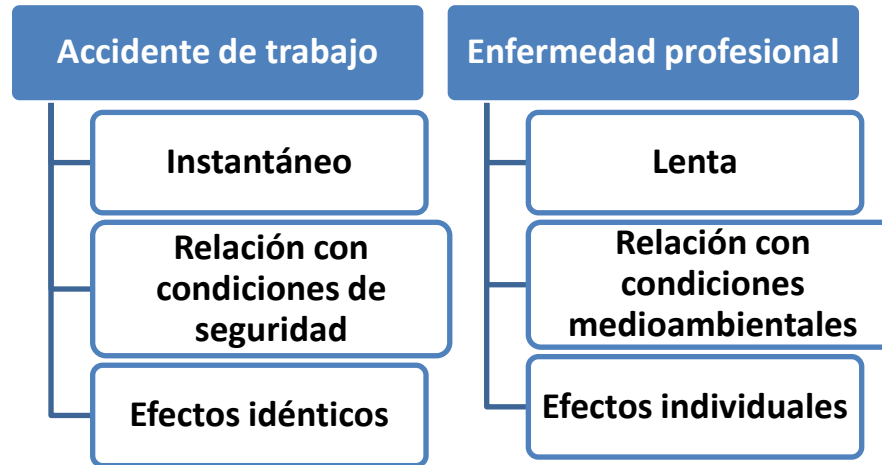 Accidente de trabajo
Instantáneo
Relación con
condiciones de
seguridad
Efectos idénticos
Enfermedad profesional
Lenta
Relación con
condiciones
medioambientales
Efectos individuales